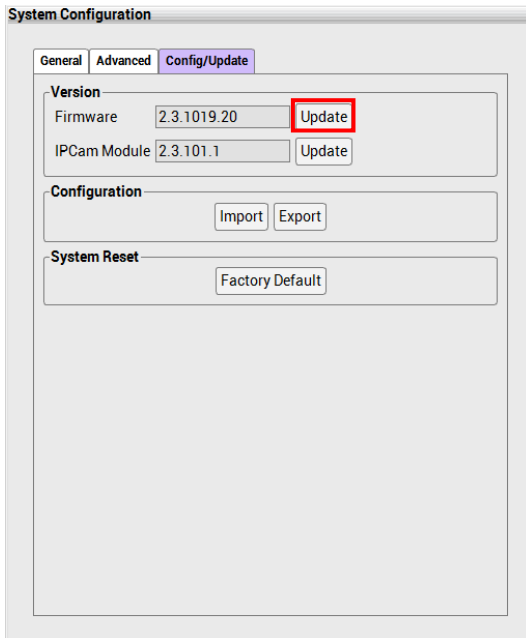 System Configuration
General Advanced Config/Update
Version
Firmware 2.3.1019.20 Update
IPCam Module 2.3.101.1 Update
Configuration
Import Export
System Reset
Factory Default